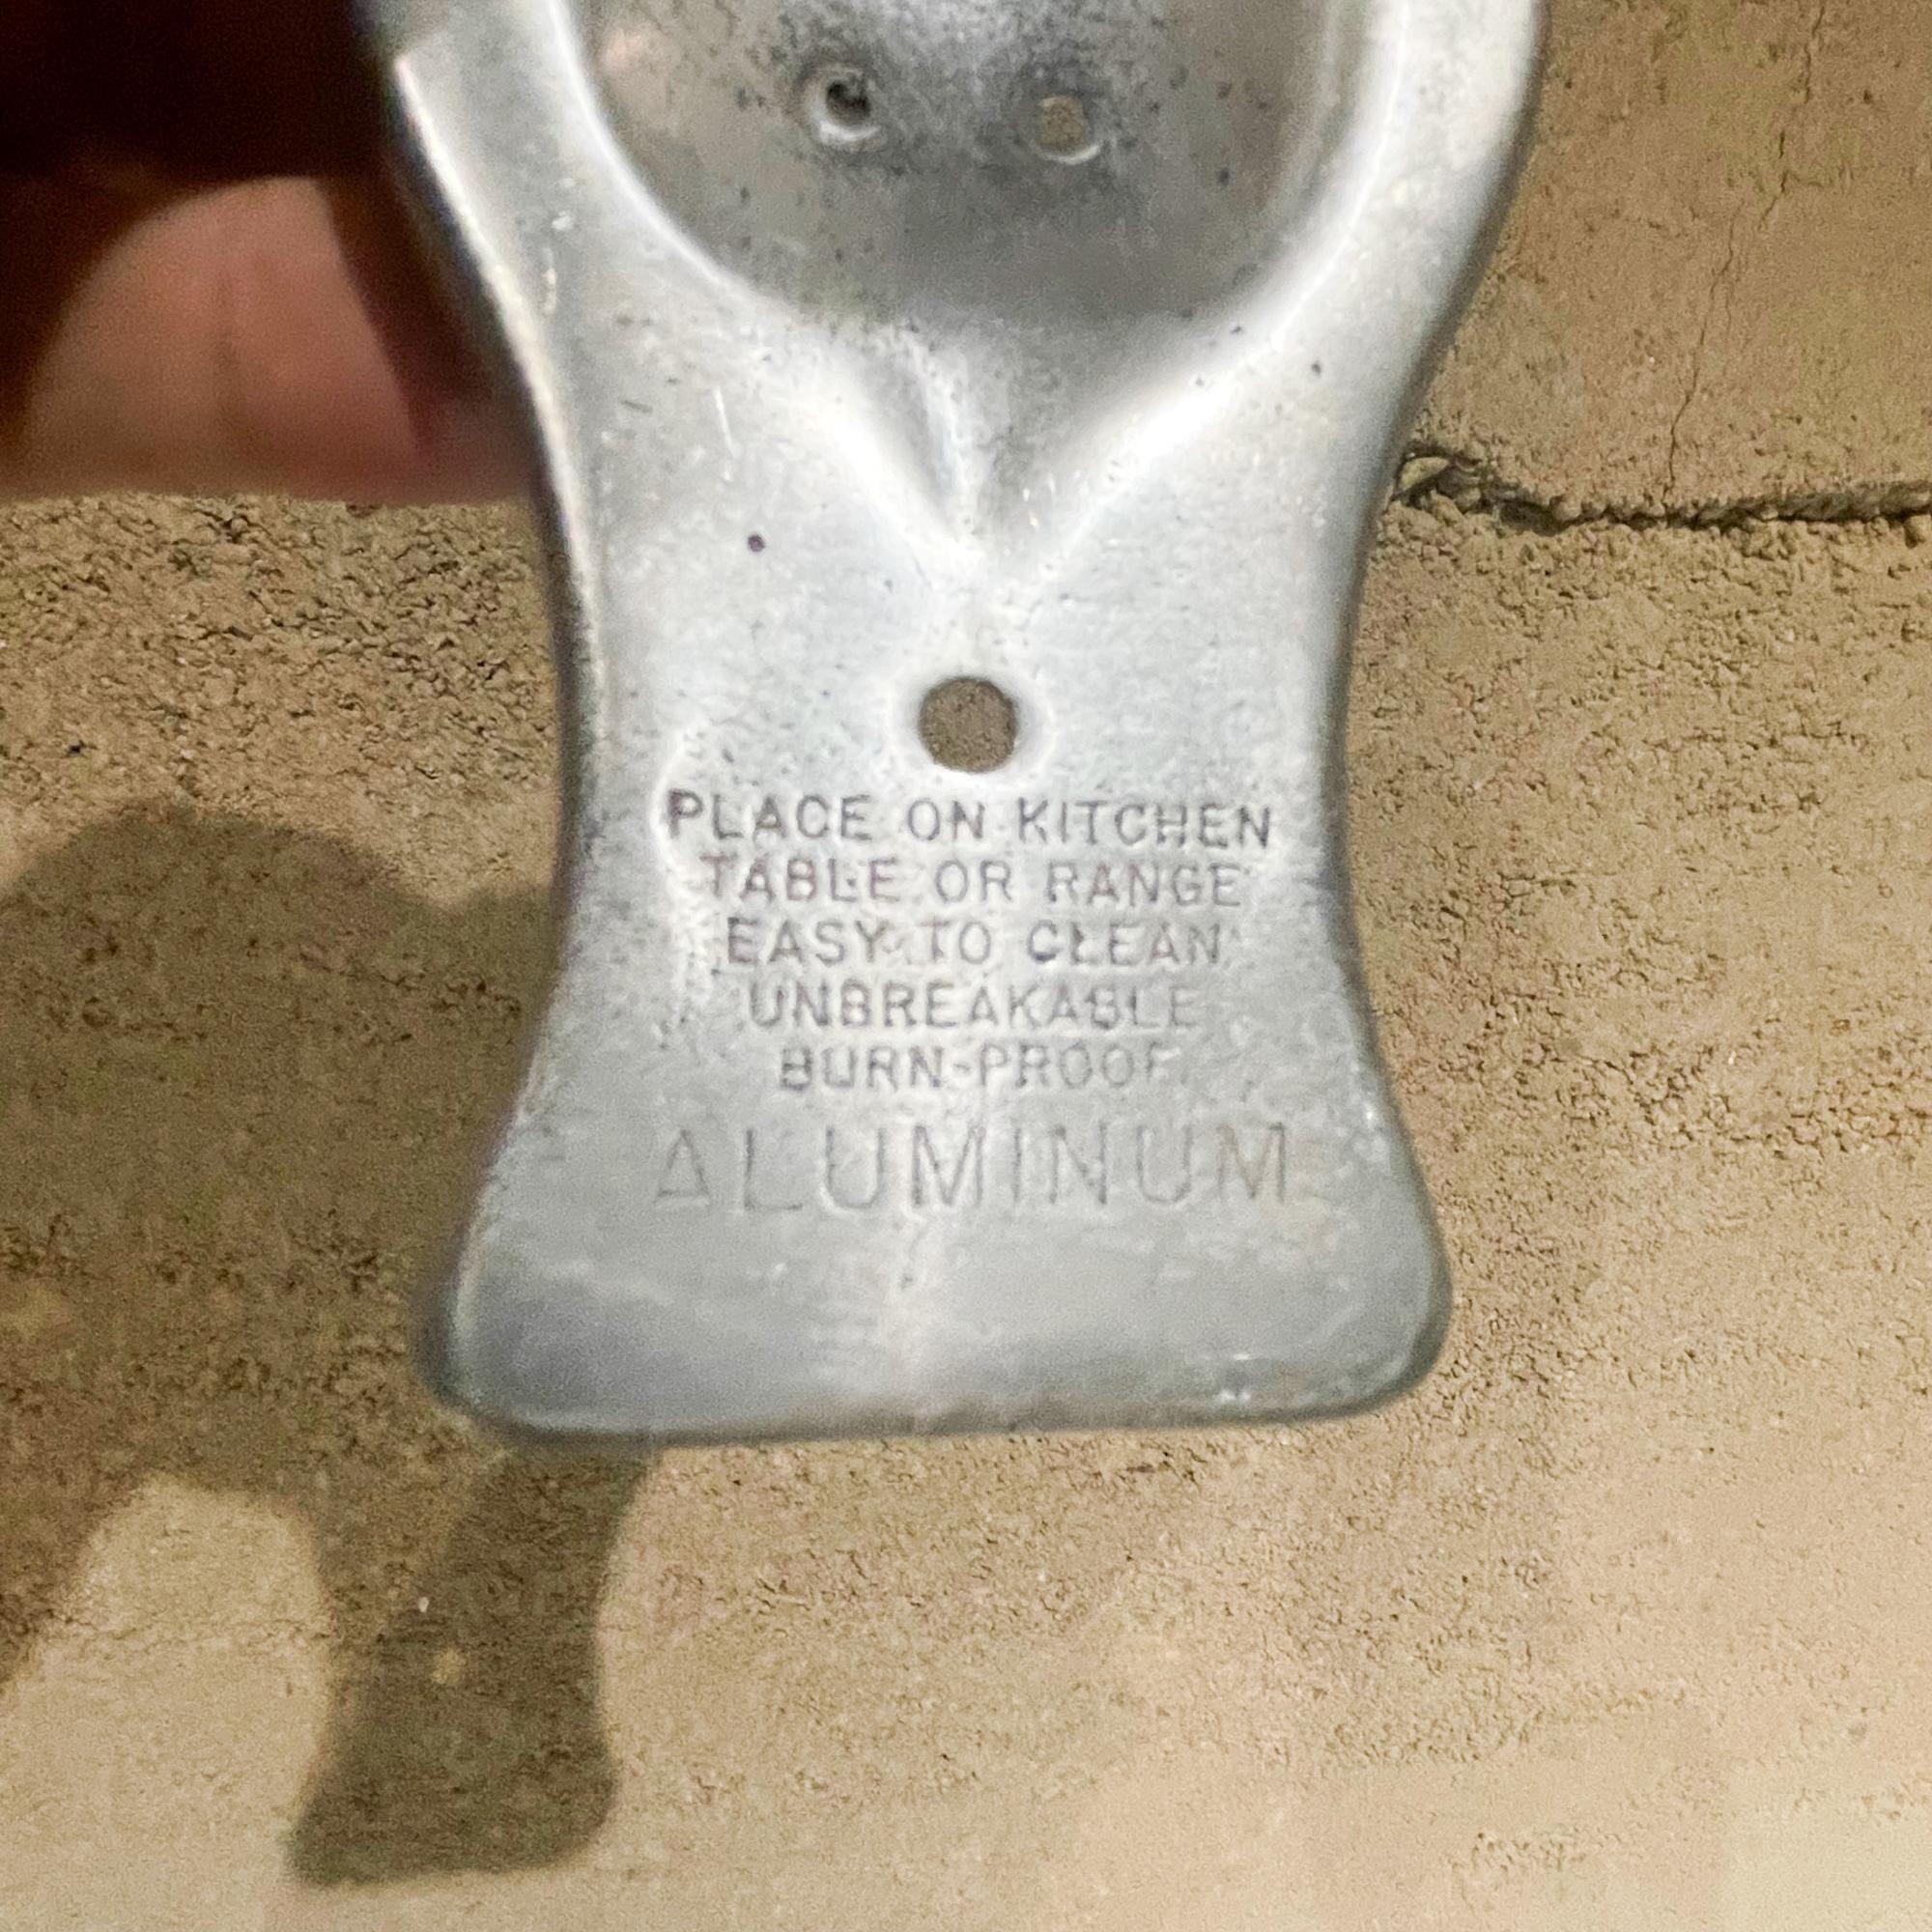 PLACE ON KITCHEN
TABLE OR RANGE
EASY TO CLEAN
UNBREAKABLE
BURN-PROOF
ALUMINUM